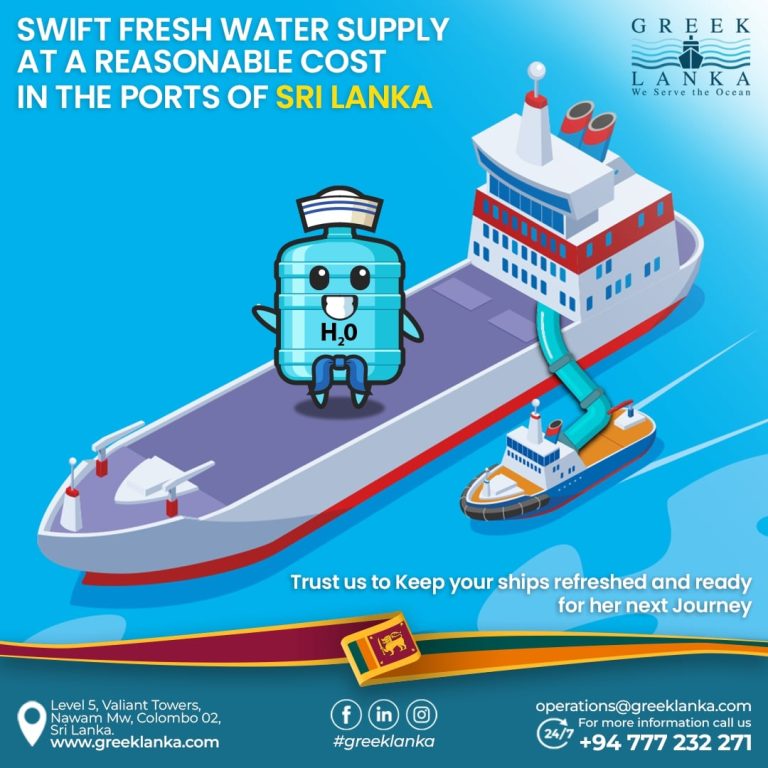 SWIFT FRESH WATER SUPPLY
AT A REASONABLE COST
IN THE PORTS OF SRI LANKA
GREEK
LANKA
We Serve the Ocean
H₂0
Trust us to Keep your ships refreshed and ready
for her next Journey
Level 5, Valiant Towers,
Nawam Mw, Colombo 02,
Sri Lanka.
www.greeklanka.com
#greeklanka
operations@greeklanka.com
24/7
For more information call us
+94 777 232 271